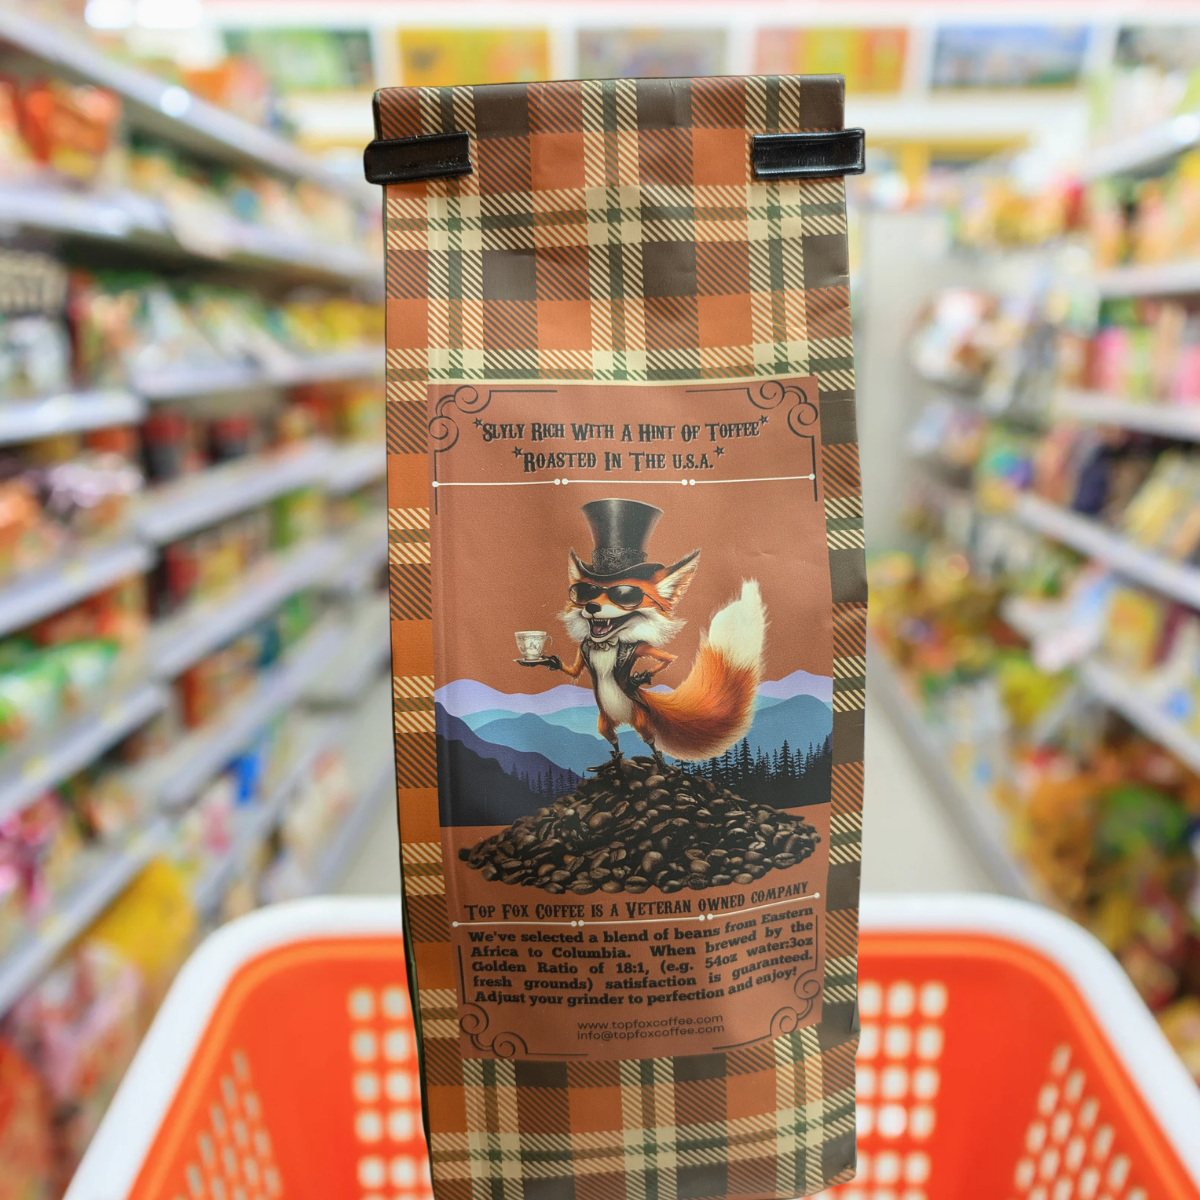 *Slyly Rich With A Hint Of Toffee*
*Roasted In The U.S.A.*
Top Fox Coffee is a Veteran Owned Company
We've selected a blend of beans from Eastern
Africa to Columbia. When brewed by the
Golden Ratio of 18:1, (e.g. 54oz water:3oz
fresh grounds) satisfaction is guaranteed.
Adjust your grinder to perfection and enjoy!
www.topfoxcoffee.com
info@topfoxcoffee.com